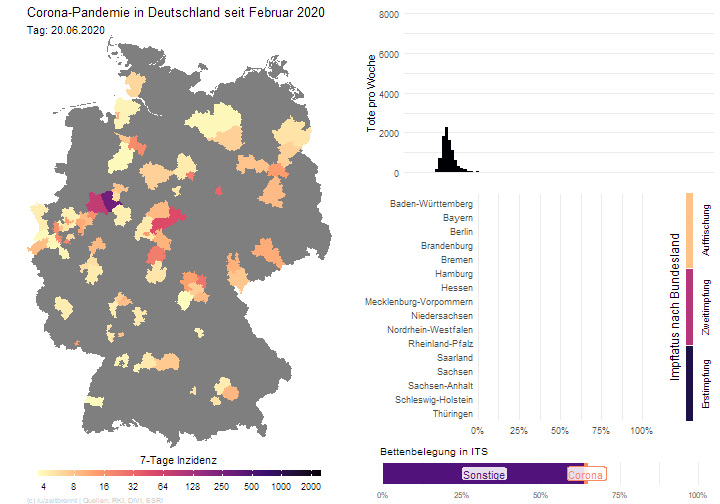 Corona-Pandemie in Deutschland seit Februar 2020
Tag: 20.06.2020
7-Tage Inzidenz
4 8 16 32 64 128 250 500 1000 2000
(c) /u/zeitbrennt | Quellen: RKI, DIVI, ESRI
Tote pro Woche
8000
6000
4000
2000
0
Baden-Württemberg
Bayern
Berlin
Brandenburg
Bremen
Hamburg
Hessen
Mecklenburg-Vorpommern
Niedersachsen
Nordrhein-Westfalen
Rheinland-Pfalz
Saarland
Sachsen
Sachsen-Anhalt
Schleswig-Holstein
Thüringen
0% 25% 50% 75% 100%
Impfstatus nach Bundesland
Auffrischung
Zweitimpfung
Erstimpfung
Bettenbelegung in ITS
Sonstige Corona
0% 25% 50% 75% 100%